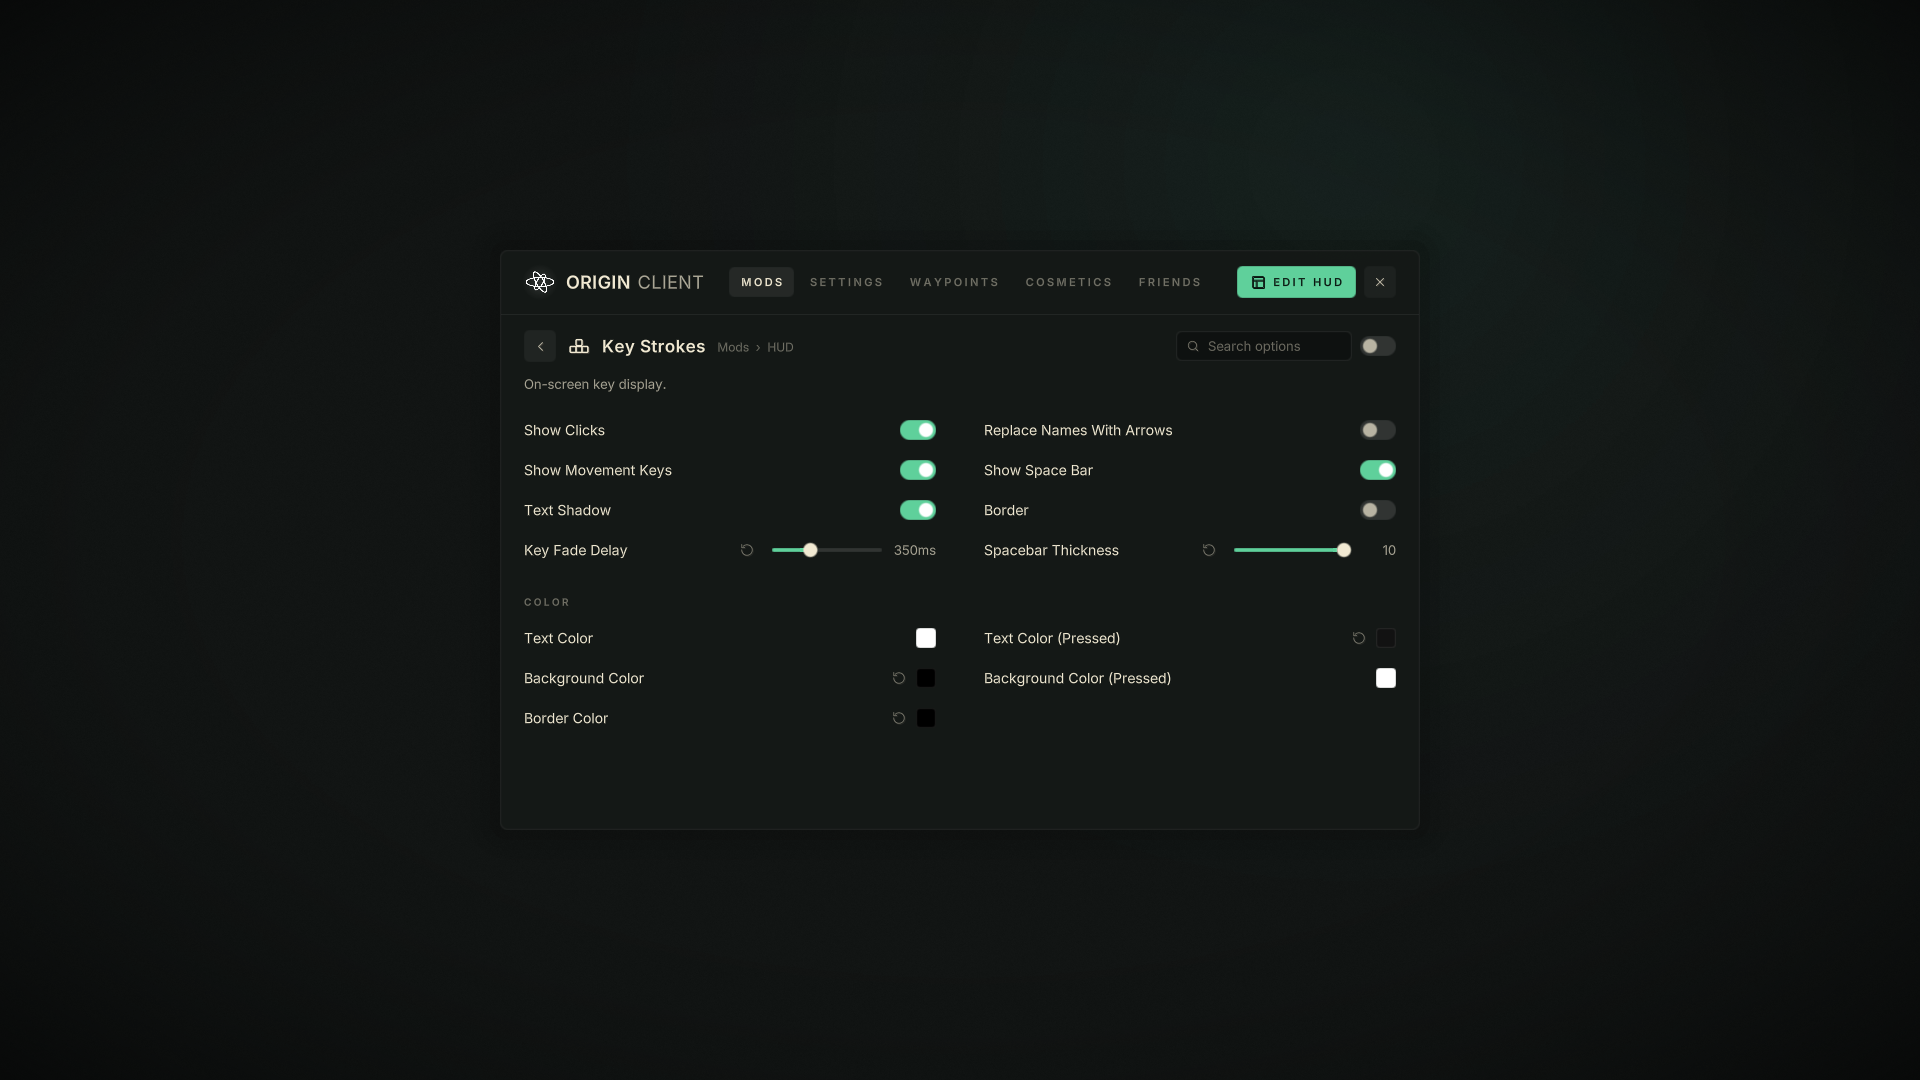 ORIGIN CLIENT MODS SETTINGS WAYPOINTS COSMETICS FRIENDS EDIT HUD
Key Strokes Mods › HUD Search options
On-screen key display.
Show Clicks Replace Names With Arrows
Show Movement Keys Show Space Bar
Text Shadow Border
Key Fade Delay 350ms Spacebar Thickness 10
COLOR
Text Color Text Color (Pressed)
Background Color Background Color (Pressed)
Border Color